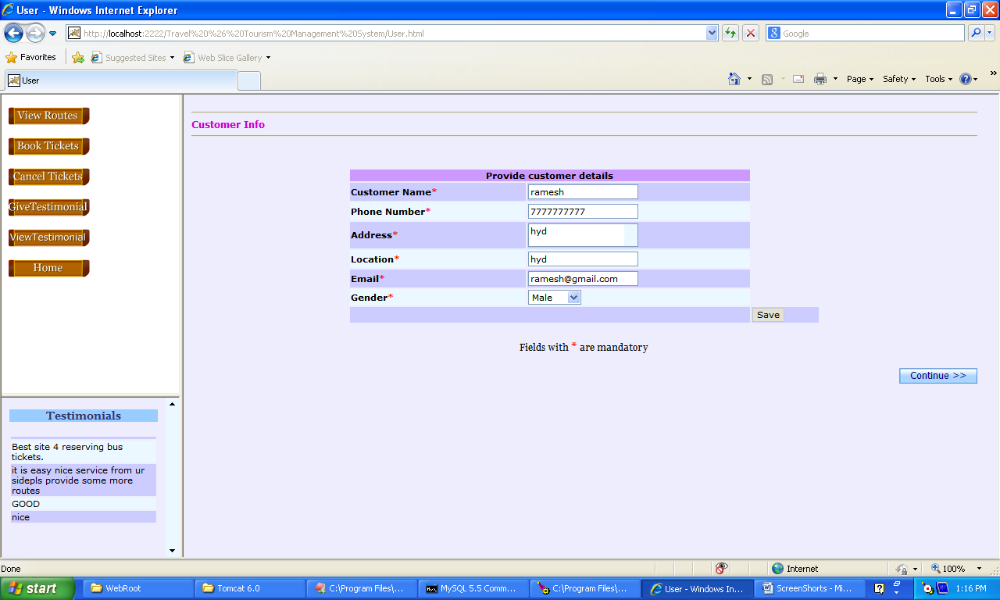 User - Windows Internet Explorer
http://localhost:2222/Travel%20%26%20Tourism%20Management%20System/User.html
Google
Favorites
Suggested Sites
Web Slice Gallery
User
Page
Safety
Tools
View Routes
Book Tickets
Cancel Tickets
GiveTestimonial
ViewTestimonial
Home
Testimonials
Best site 4 reserving bus
tickets.
it is easy nice service from ur
sidepls provide some more
routes
GOOD
nice
Customer Info
Provide customer details
Customer Name* ramesh
Phone Number* 7777777777
Address* hyd
Location* hyd
Email* ramesh@gmail.com
Gender* Male
Save
Fields with * are mandatory
Continue >>
Done
Internet
100%
start
WebRoot
Tomcat 6.0
C:\Program Files\...
MySQL 5.5 Comm...
C:\Program Files\...
User - Windows In...
ScreenShorts - Mi...
1:16 PM